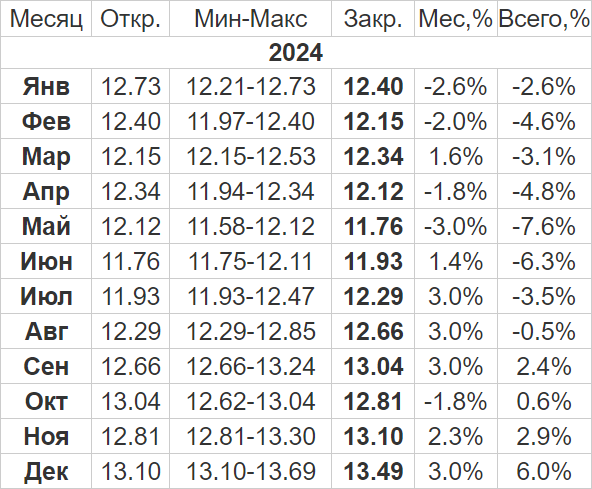 Месяц Откр. Мин-Макс Закр. Мес,% Всего,%
2024
Янв 12.73 12.21-12.73 12.40 -2.6% -2.6%
Фев 12.40 11.97-12.40 12.15 -2.0% -4.6%
Мар 12.15 12.15-12.53 12.34 1.6% -3.1%
Апр 12.34 11.94-12.34 12.12 -1.8% -4.8%
Май 12.12 11.58-12.12 11.76 -3.0% -7.6%
Июн 11.76 11.75-12.11 11.93 1.4% -6.3%
Июл 11.93 11.93-12.47 12.29 3.0% -3.5%
Авг 12.29 12.29-12.85 12.66 3.0% -0.5%
Сен 12.66 12.66-13.24 13.04 3.0% 2.4%
Окт 13.04 12.62-13.04 12.81 -1.8% 0.6%
Ноя 12.81 12.81-13.30 13.10 2.3% 2.9%
Дек 13.10 13.10-13.69 13.49 3.0% 6.0%